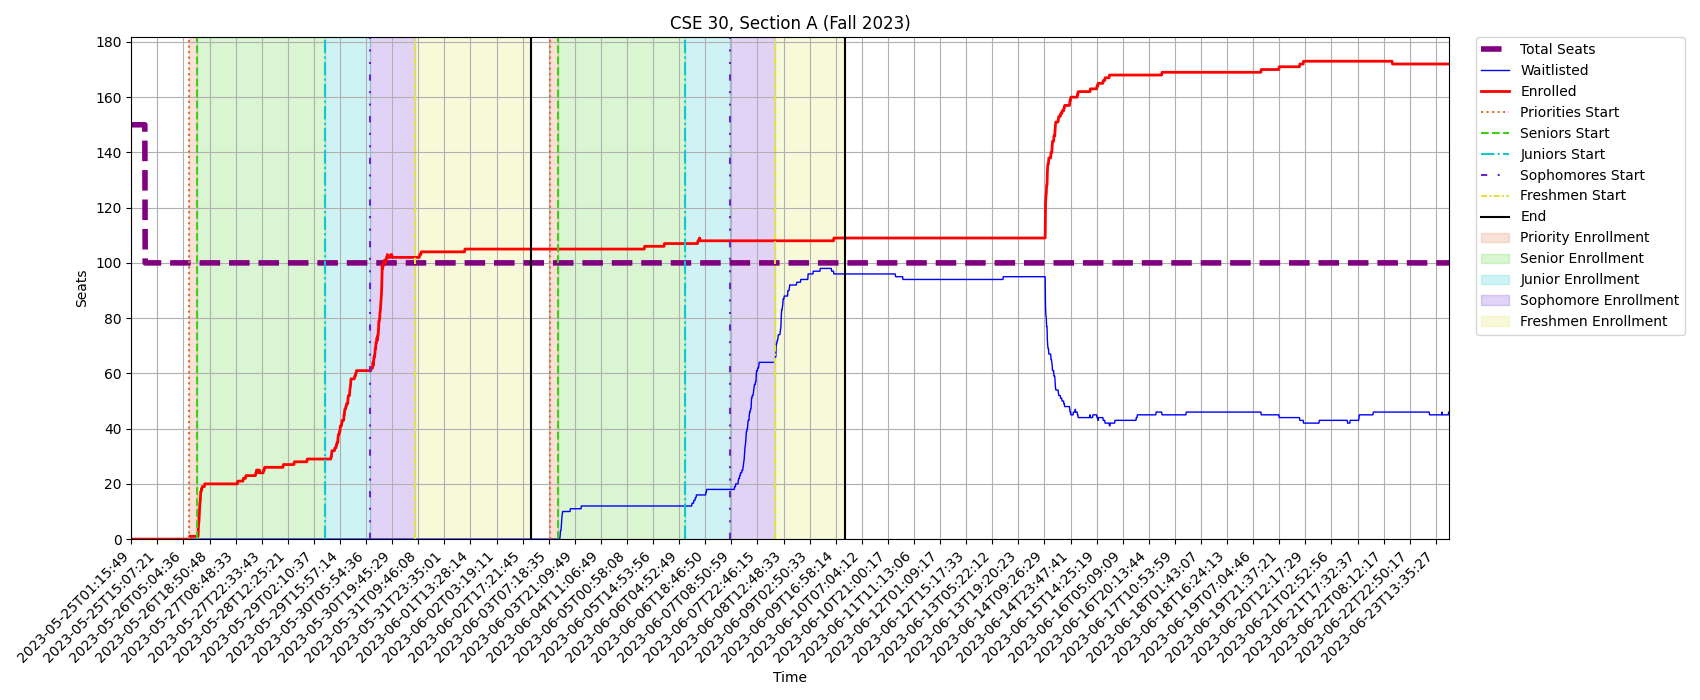 CSE 30, Section A (Fall 2023)
180
160
140
120
100
80
60
40
20
0
Seats
2023-05-25T01:15:49
2023-05-25T15:07:21
2023-05-26T05:04:36
2023-05-26T18:50:48
2023-05-27T08:48:33
2023-05-27T22:33:43
2023-05-28T12:25:21
2023-05-29T02:10:37
2023-05-29T15:57:14
2023-05-30T05:54:36
2023-05-30T19:45:29
2023-05-31T09:46:08
2023-05-31T23:35:01
2023-06-01T13:28:14
2023-06-02T03:19:11
2023-06-02T17:21:45
2023-06-03T07:18:35
2023-06-03T21:09:49
2023-06-04T11:06:49
2023-06-05T00:58:08
2023-06-05T14:53:56
2023-06-06T04:52:49
2023-06-06T18:46:50
2023-06-07T08:50:59
2023-06-07T22:46:15
2023-06-08T12:48:33
2023-06-09T02:50:33
2023-06-09T16:58:14
2023-06-10T07:04:12
2023-06-10T21:00:17
2023-06-11T11:13:06
2023-06-12T01:09:17
2023-06-12T15:17:33
2023-06-13T05:22:12
2023-06-13T19:20:23
2023-06-14T09:26:29
2023-06-14T23:47:41
2023-06-15T14:25:19
2023-06-16T05:09:09
2023-06-16T20:13:44
2023-06-17T10:53:59
2023-06-18T01:43:07
2023-06-18T16:24:13
2023-06-19T07:04:46
2023-06-19T21:37:21
2023-06-20T12:17:29
2023-06-21T02:52:56
2023-06-21T17:32:37
2023-06-22T08:12:17
2023-06-22T22:50:17
2023-06-23T13:35:27
Time
Total Seats
Waitlisted
Enrolled
Priorities Start
Seniors Start
Juniors Start
Sophomores Start
Freshmen Start
End
Priority Enrollment
Senior Enrollment
Junior Enrollment
Sophomore Enrollment
Freshmen Enrollment